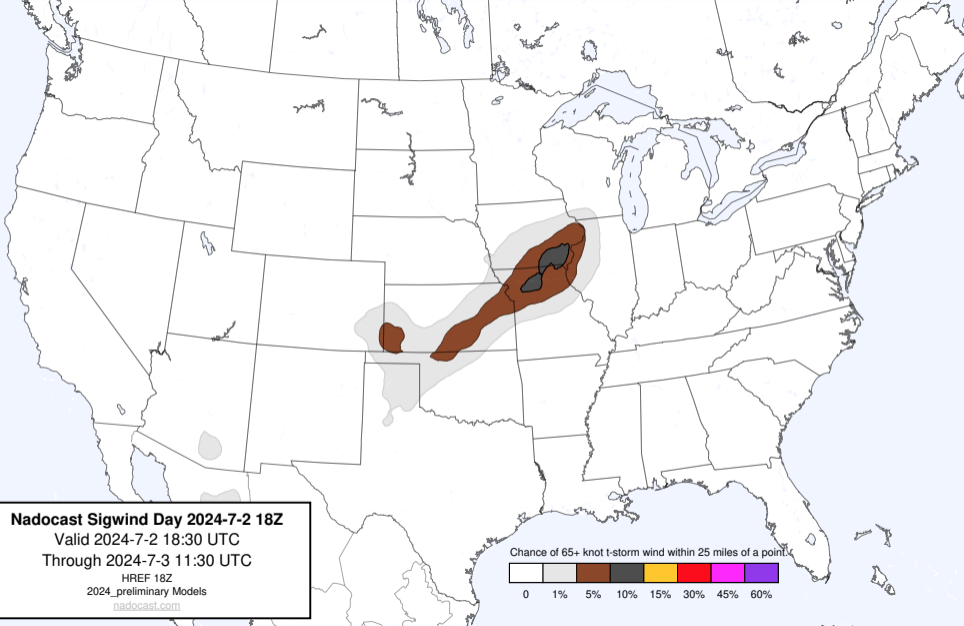 Nadocast Sigwind Day 2024-7-2 18Z
Valid 2024-7-2 18:30 UTC
Through 2024-7-3 11:30 UTC
HREF 18Z
2024_preliminary Models
nadocast.com
Chance of 65+ knot t-storm wind within 25 miles of a point.
0 1% 5% 10% 15% 30% 45% 60%